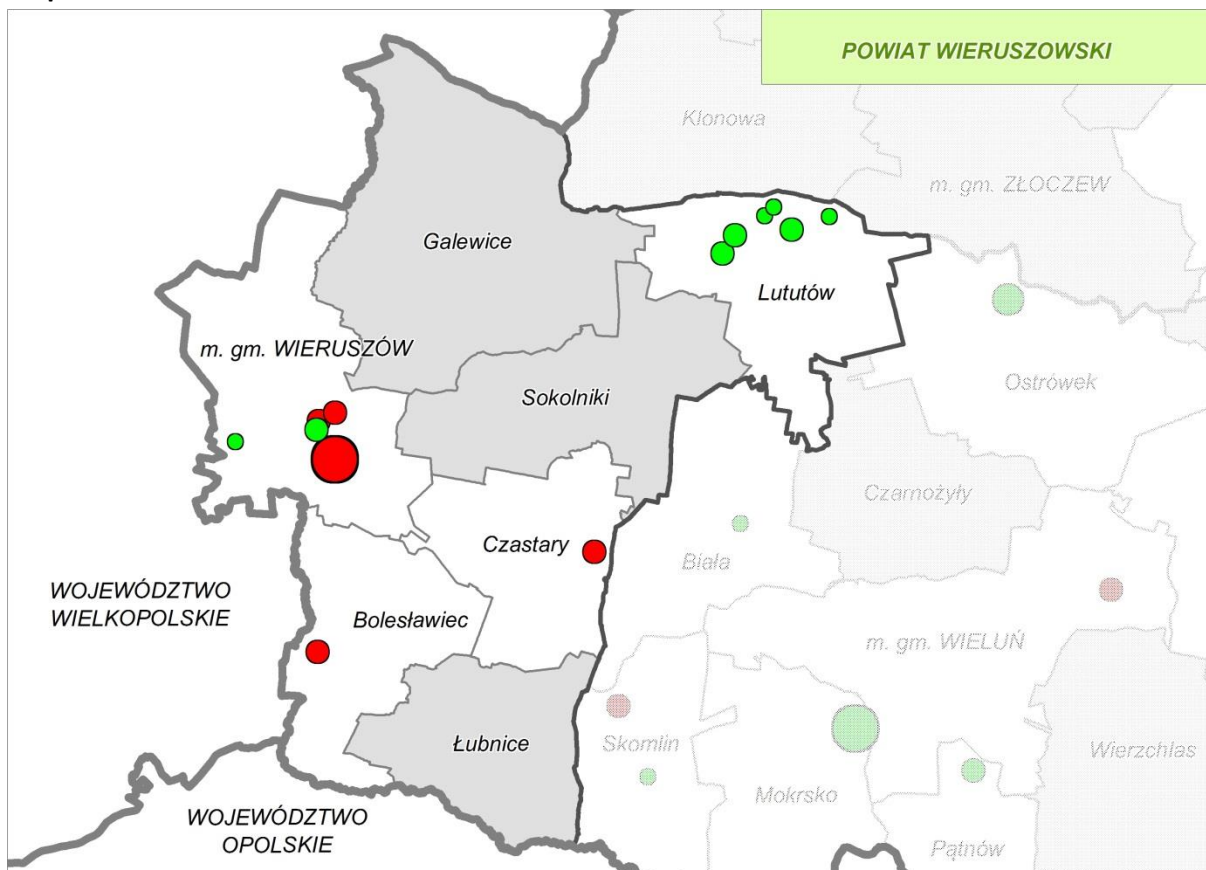 POWIAT WIERUSZOWSKI
Klonowa
m. gm. ZŁOCZEW
Galewice
Lututów
m. gm. WIERUSZÓW
Ostrówek
Sokolniki
Czarnożyły
Czastary
Biała
WOJEWÓDZTWO
WIELKOPOLSKIE
Bolesławiec
m. gm. WIELUŃ
Łubnice
Skomlin
Wierzchlas
Mokrsko
WOJEWÓDZTWO
OPOLSKIE
Pątnów